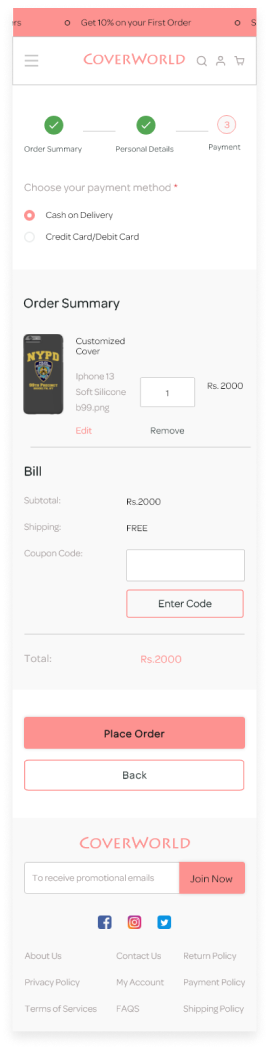 rs o Get 10% on your First Order o S
COVERWORLD
Order Summary Personal Details 3 Payment
Choose your payment method *
Cash on Delivery
Credit Card/Debit Card
Order Summary
NYPD
Customized
Cover
Iphone 13
Soft Silicone
b99.png
1
Rs. 2000
Edit Remove
Bill
Subtotal: Rs.2000
Shipping: FREE
Coupon Code:
Enter Code
Total: Rs.2000
Place Order
Back
COVERWORLD
To receive promotional emails Join Now
About Us Contact Us Return Policy
Privacy Policy My Account Payment Policy
Terms of Services FAQS Shipping Policy